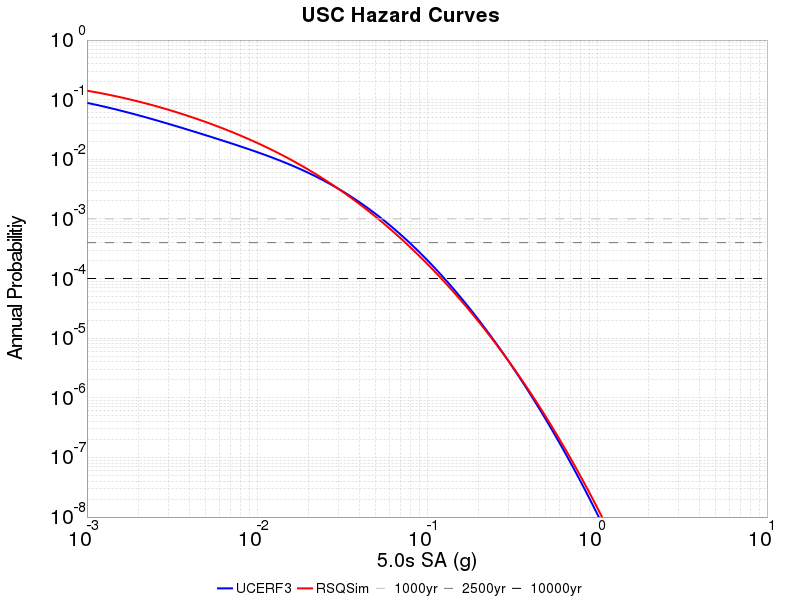 USC Hazard Curves
10^0
10^-1
10^-2
10^-3
10^-4
10^-5
10^-6
10^-7
10^-8
Annual Probability
10^-3 10^-2 10^-1 10^0 10^1
5.0s SA (g)
UCERF3 RSQSim 1000yr 2500yr 10000yr